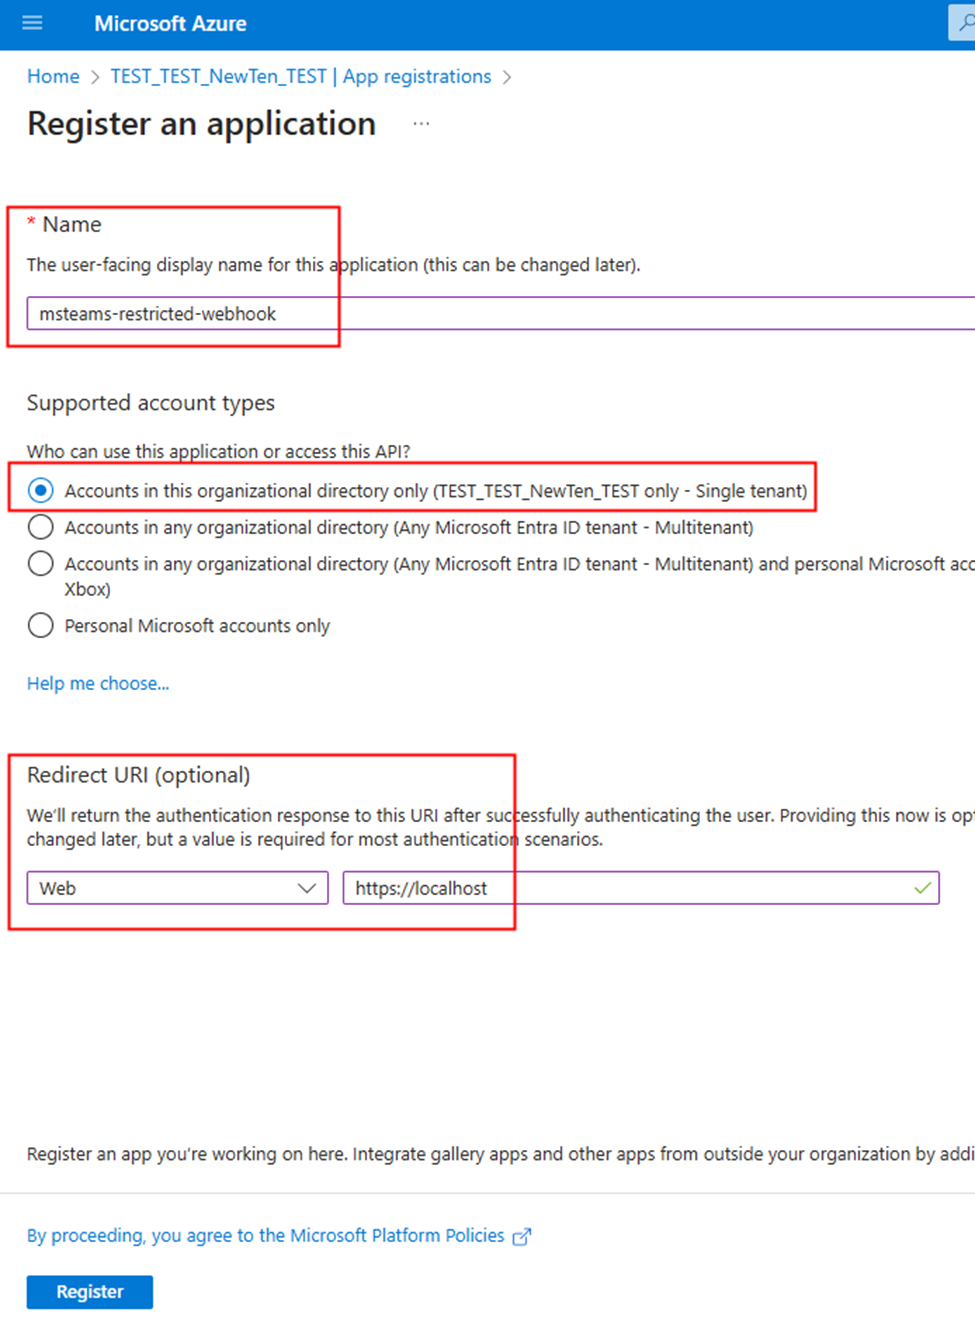 Microsoft Azure
Home > TEST_TEST_NewTen_TEST | App registrations >
Register an application ...
* Name
The user-facing display name for this application (this can be changed later).
msteams-restricted-webhook
Supported account types
Who can use this application or access this API?
Accounts in this organizational directory only (TEST_TEST_NewTen_TEST only - Single tenant)
Accounts in any organizational directory (Any Microsoft Entra ID tenant - Multitenant)
Accounts in any organizational directory (Any Microsoft Entra ID tenant - Multitenant) and personal Microsoft
Xbox)
Personal Microsoft accounts only
Help me choose...
Redirect URI (optional)
We'll return the authentication response to this URI after successfully authenticating the user. Providing this now is
changed later, but a value is required for most authentication scenarios.
Web
https://localhost
Register an app you're working on here. Integrate gallery apps and other apps from outside your organization by
By proceeding, you agree to the Microsoft Platform Policies
Register